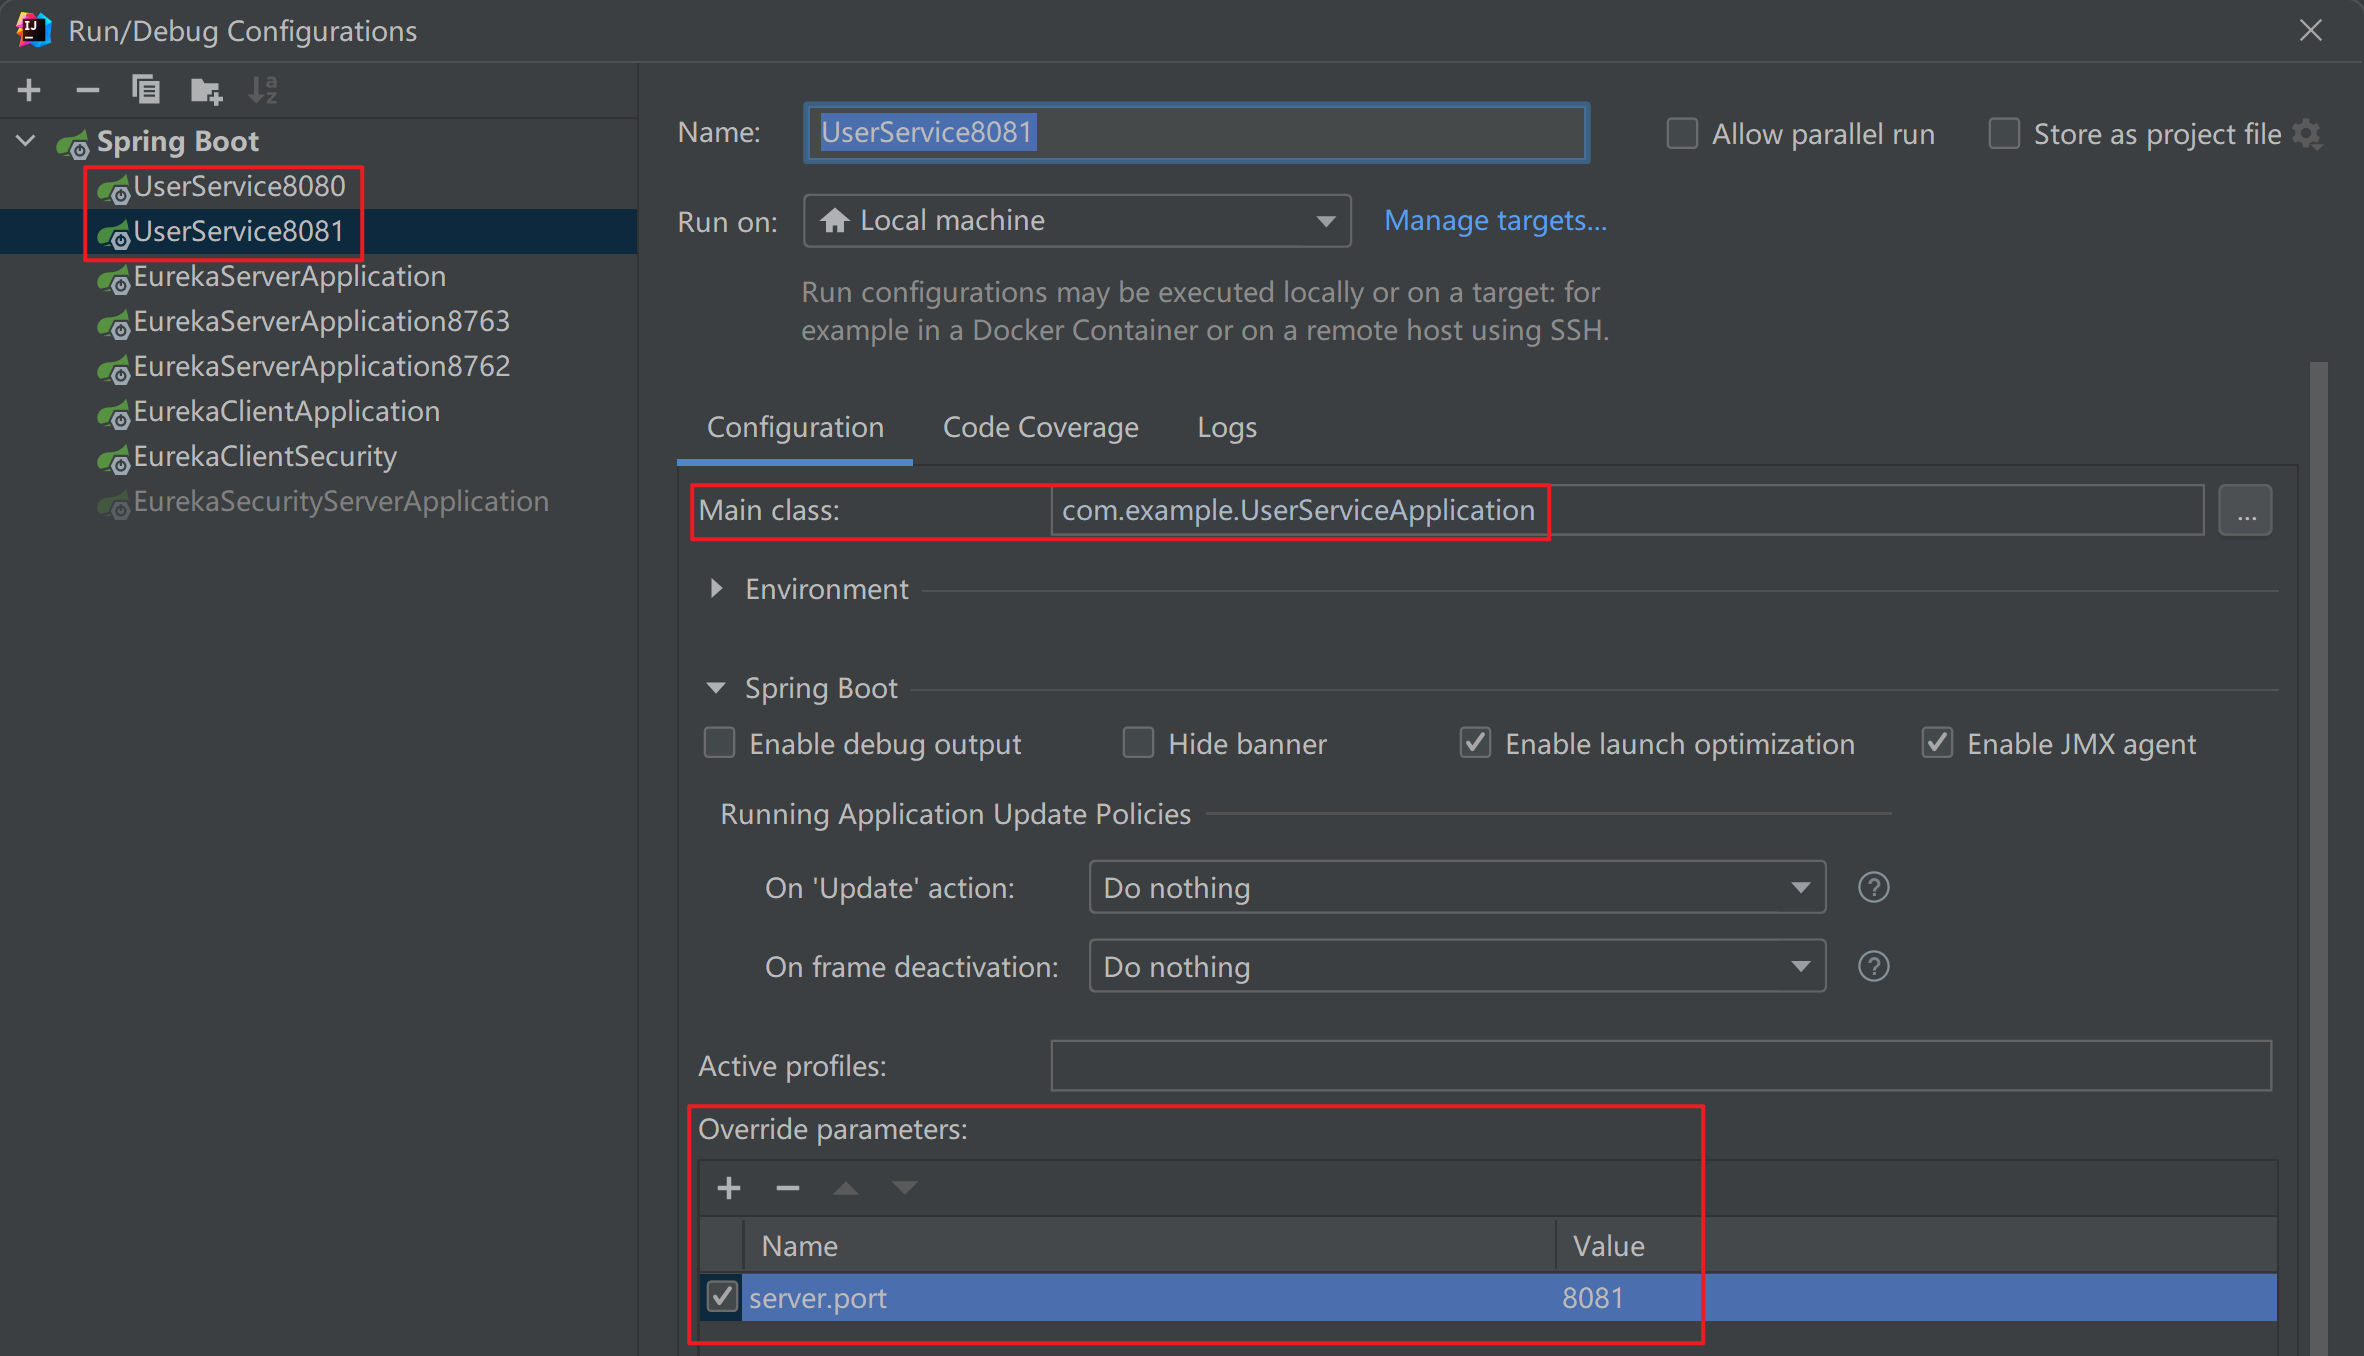 Run/Debug Configurations
Spring Boot
UserService8080
UserService8081
EurekaServerApplication
EurekaServerApplication8763
EurekaServerApplication8762
EurekaClientApplication
EurekaClientSecurity
EurekaSecurityServerApplication
Name: UserService8081 Allow parallel run Store as project file
Run on: Local machine Manage targets...
Run configurations may be executed locally or on a target: for
example in a Docker Container or on a remote host using SSH.
Configuration Code Coverage Logs
Main class: com.example.UserServiceApplication ...
Environment
Spring Boot
Enable debug output Hide banner Enable launch optimization Enable JMX agent
Running Application Update Policies
On 'Update' action: Do nothing ?
On frame deactivation: Do nothing ?
Active profiles:
Override parameters:
Name Value
server.port 8081